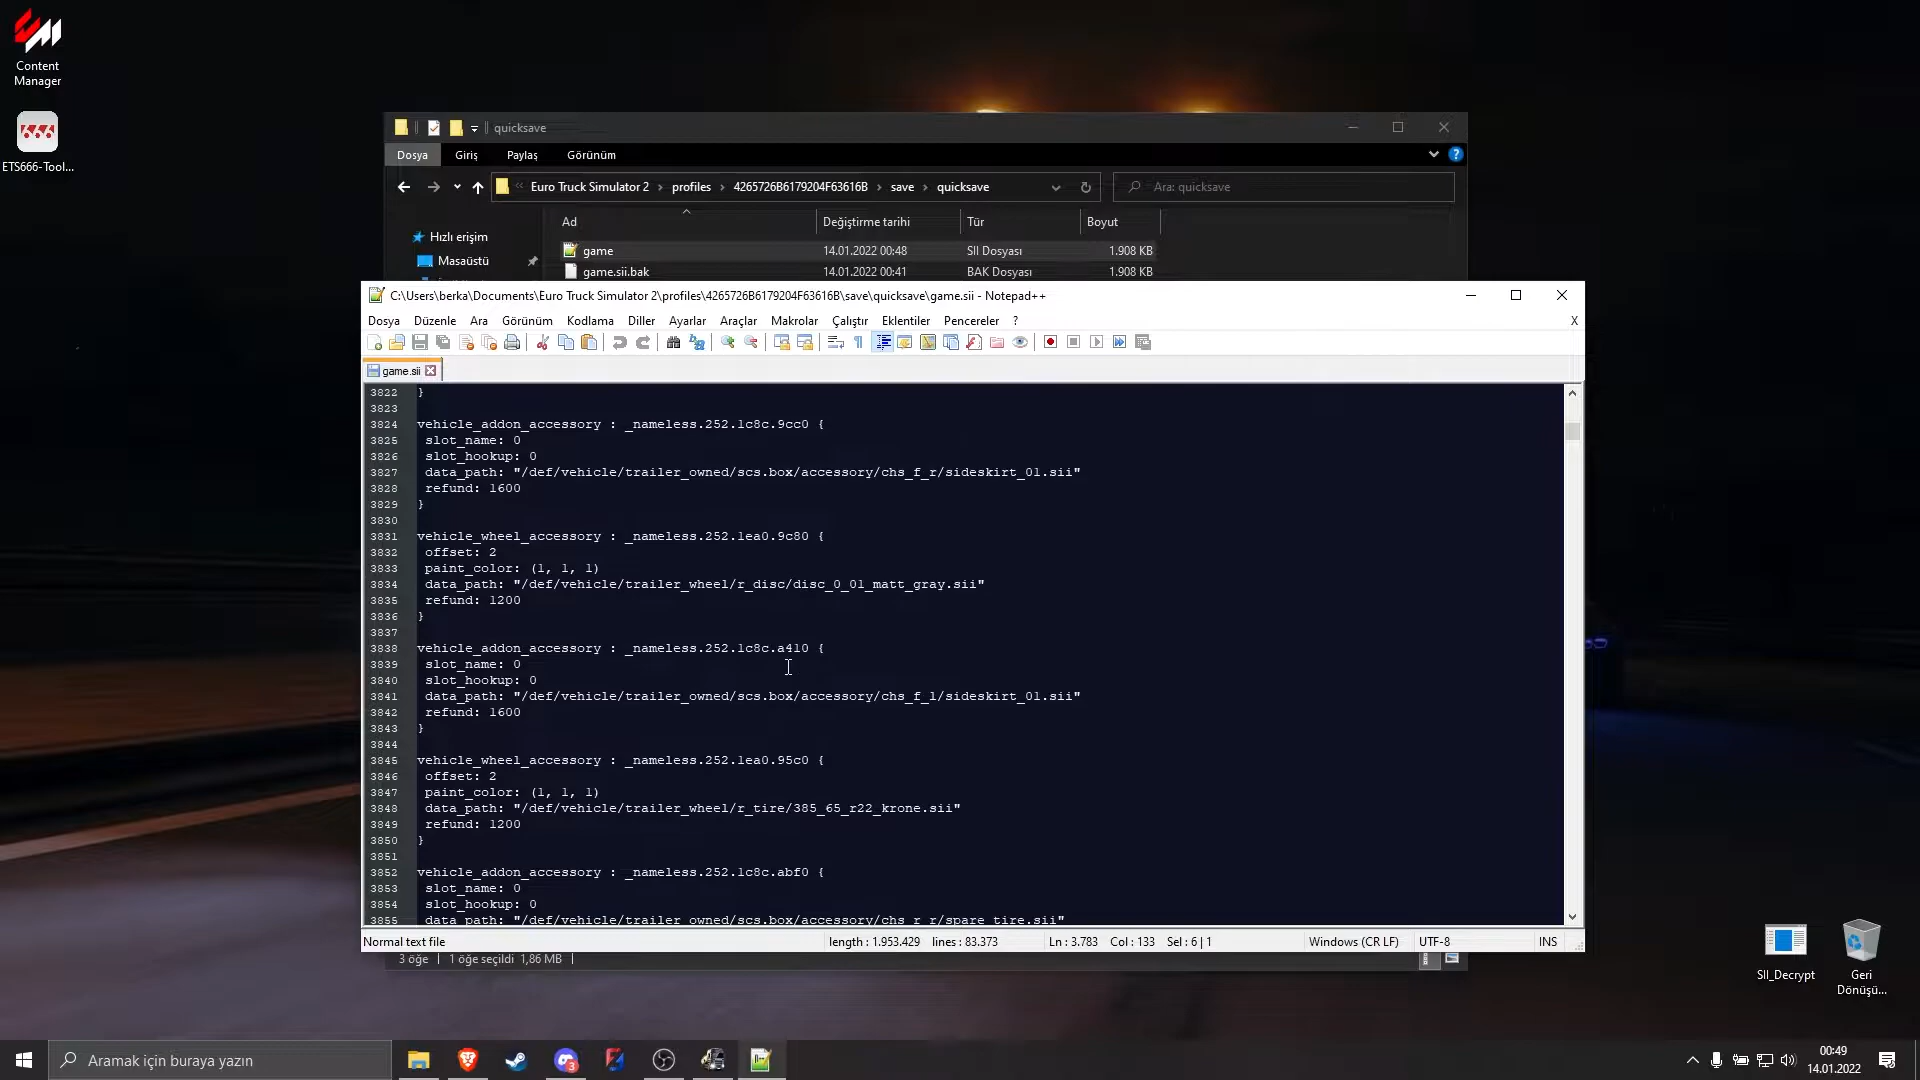 Content
Manager
ETS666-Tool...
quicksave
Dosya Giriş Paylaş Görünüm
Euro Truck Simulator 2 › profiles › 4265726B6179204F63616B › save › quicksave
Ara: quicksave
Ad Değiştirme tarihi Tür Boyut
Hızlı erişim
Masaüstü
game 14.01.2022 00:48 SII Dosyası 1.908 KB
game.sii.bak 14.01.2022 00:41 BAK Dosyası 1.908 KB
C:\Users\berka\Documents\Euro Truck Simulator 2\profiles\4265726B6179204F63616B\save\quicksave\game.sii - Notepad++
Dosya Düzenle Ara Görünüm Kodlama Diller Ayarlar Araçlar Makrolar Çalıştır Eklentiler Pencereler ? X
game.sii
3822 }
3823
3824 vehicle_addon_accessory : _nameless.252.1c8c.9cc0 {
3825 slot_name: 0
3826 slot_hookup: 0
3827 data_path: "/def/vehicle/trailer_owned/scs.box/accessory/chs_f_r/sideskirt_01.sii"
3828 refund: 1600
3829 }
3830
3831 vehicle_wheel_accessory : _nameless.252.1ea0.9c80 {
3832 offset: 2
3833 paint_color: (1, 1, 1)
3834 data_path: "/def/vehicle/trailer_wheel/r_disc/disc_0_01_matt_gray.sii"
3835 refund: 1200
3836 }
3837
3838 vehicle_addon_accessory : _nameless.252.1c8c.a410 {
3839 slot_name: 0
3840 slot_hookup: 0
3841 data_path: "/def/vehicle/trailer_owned/scs.box/accessory/chs_f_l/sideskirt_01.sii"
3842 refund: 1600
3843 }
3844
3845 vehicle_wheel_accessory : _nameless.252.1ea0.95c0 {
3846 offset: 2
3847 paint_color: (1, 1, 1)
3848 data_path: "/def/vehicle/trailer_wheel/r_tire/385_65_r22_krone.sii"
3849 refund: 1200
3850 }
3851
3852 vehicle_addon_accessory : _nameless.252.1c8c.abf0 {
3853 slot_name: 0
3854 slot_hookup: 0
3855 data_path: "/def/vehicle/trailer_owned/scs.box/accessory/chs_r_r/spare_tire.sii"
Normal text file length : 1.953.429 lines : 83.373 Ln : 3.783 Col : 133 Sel : 6 | 1 Windows (CR LF) UTF-8 INS
3 öğe 1 öğe seçildi 1,86 MB
SII_Decrypt
Geri
Dönüşü...
Aramak için buraya yazın
00:49
14.01.2022